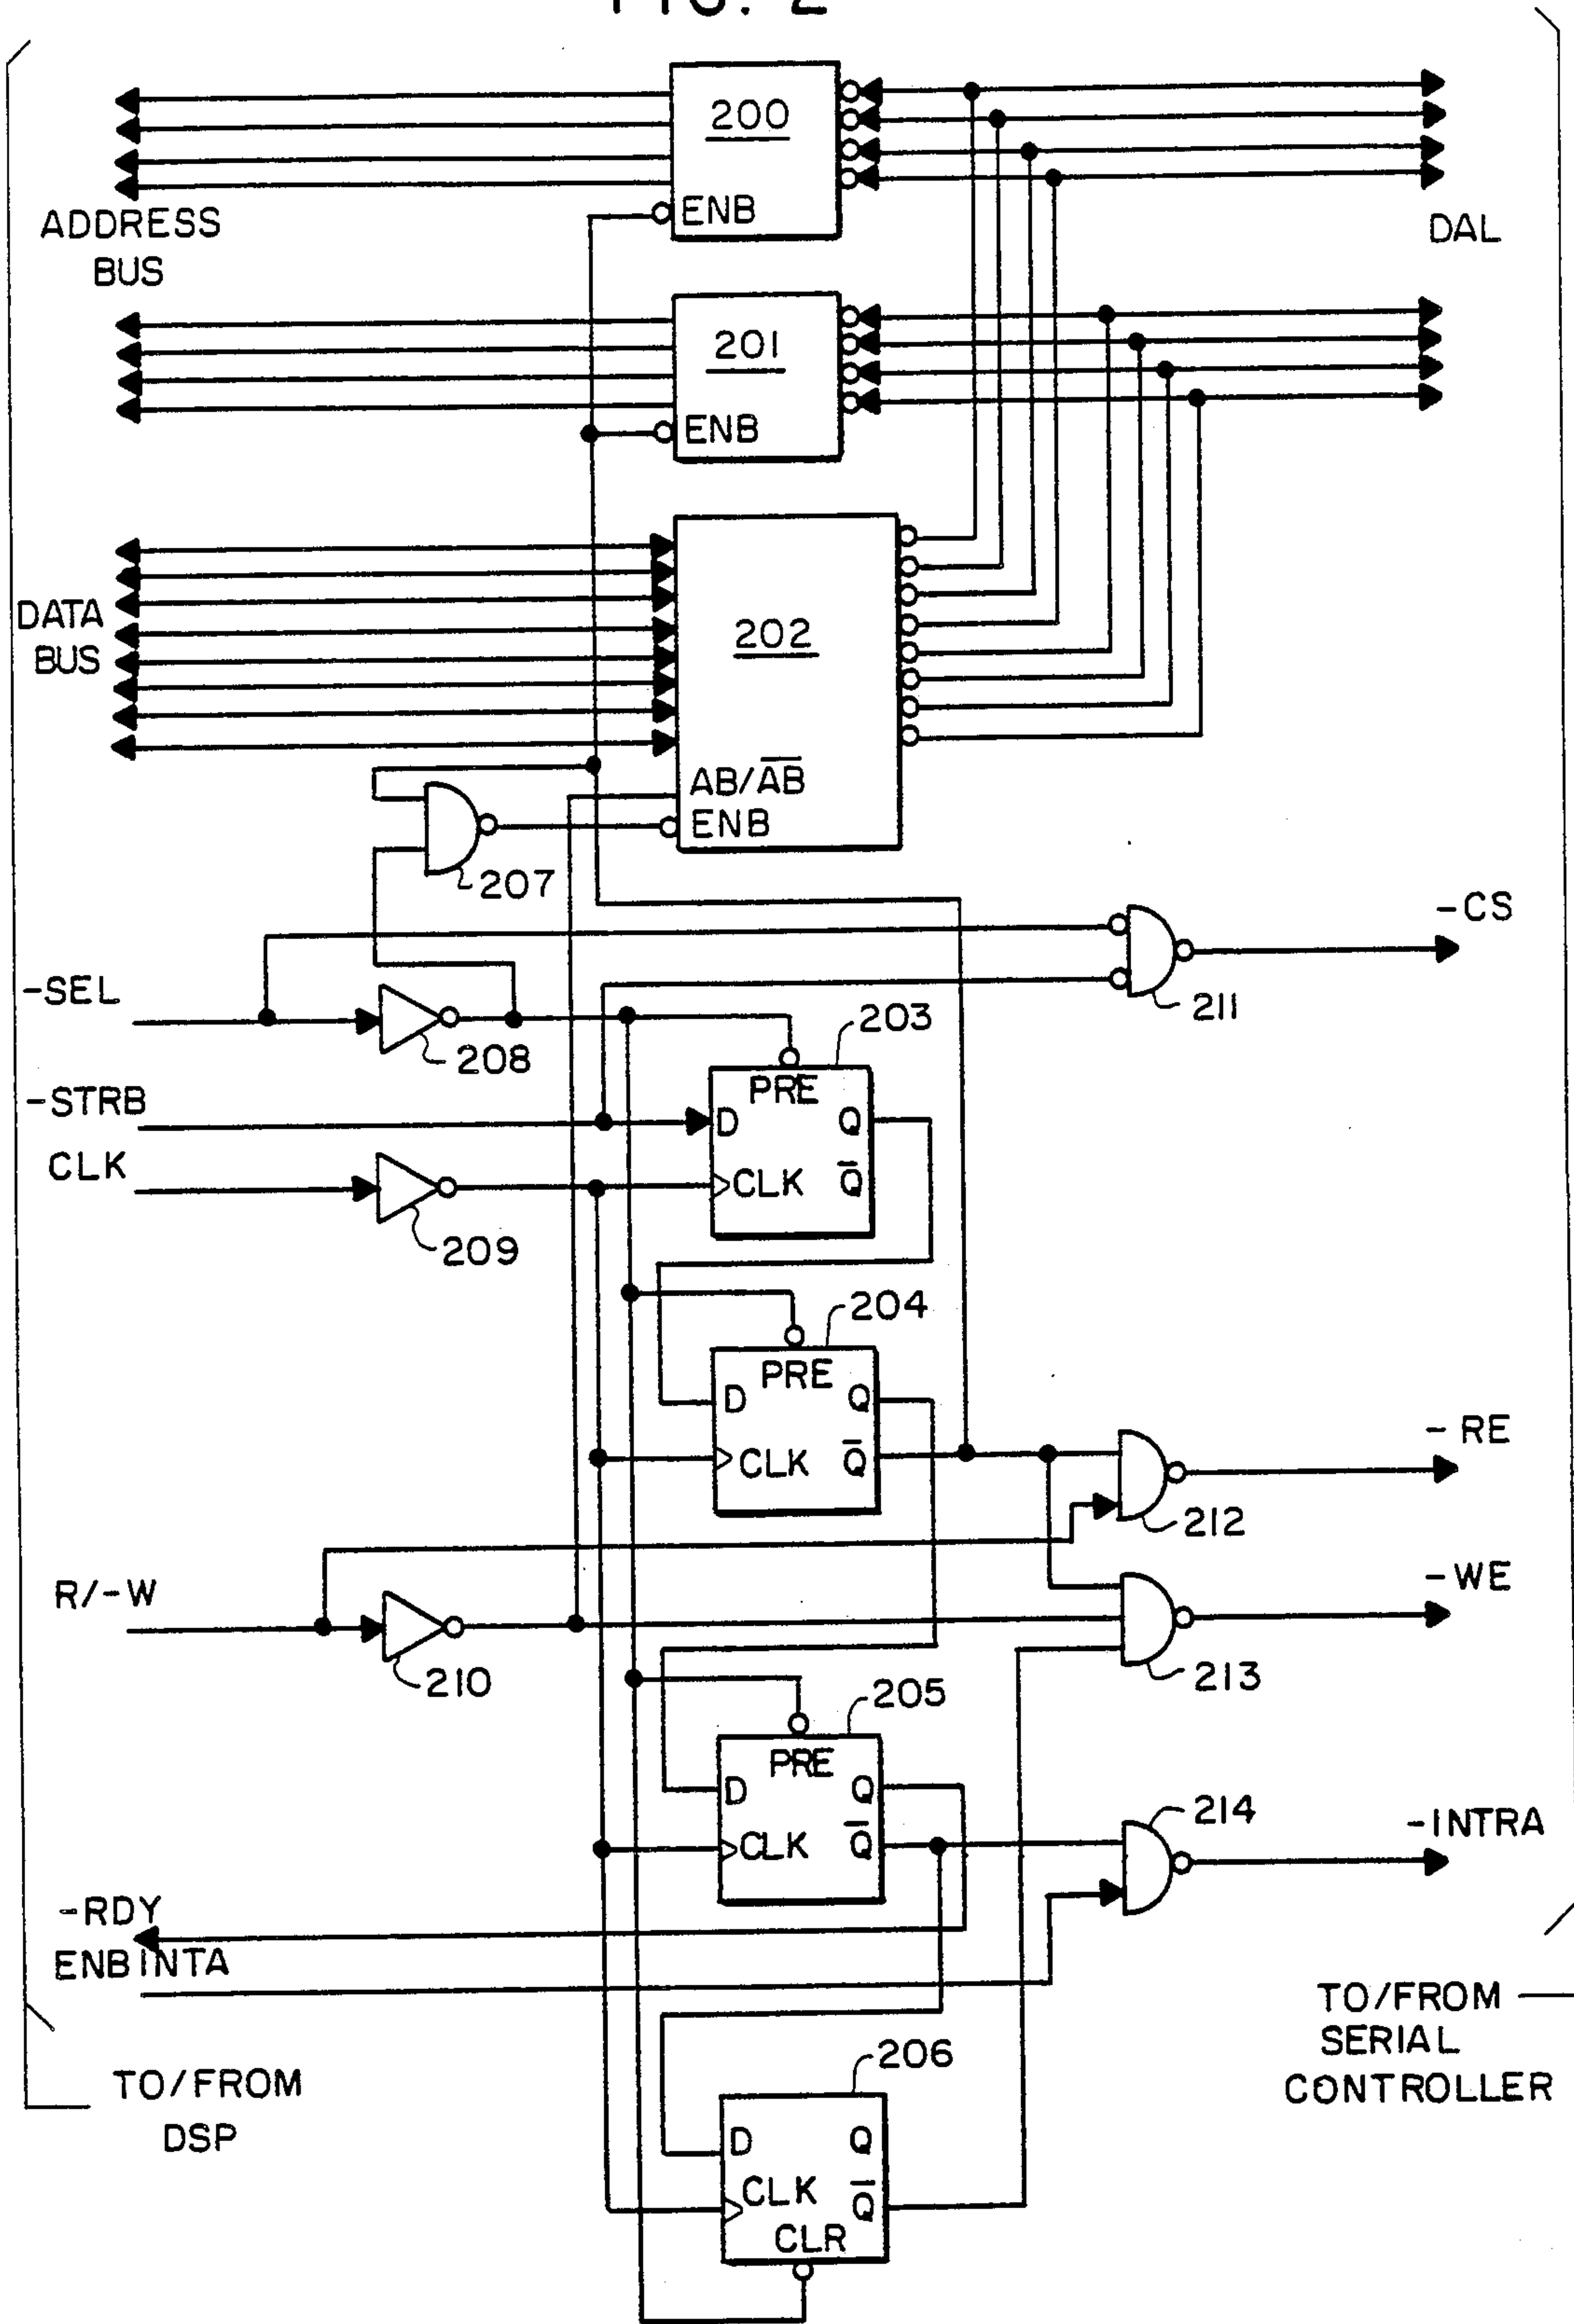 FIG. 2
200
ENB
ADDRESS
BUS
DAL
201
ENB
DATA
BUS
202
AB/A̅B̅
ENB
207
-CS
-SEL
208
211
203
-STRB
PRE
D Q
CLK
CLK Q̅
209
204
PRE
D Q
CLK Q̅
-RE
212
R/-W
-WE
210
213
205
PRE
D Q
CLK Q̅
214
-INTRA
-RDY
ENBINTA
TO/FROM
SERIAL
CONTROLLER
206
TO/FROM
DSP
D Q
CLK Q̅
CLR